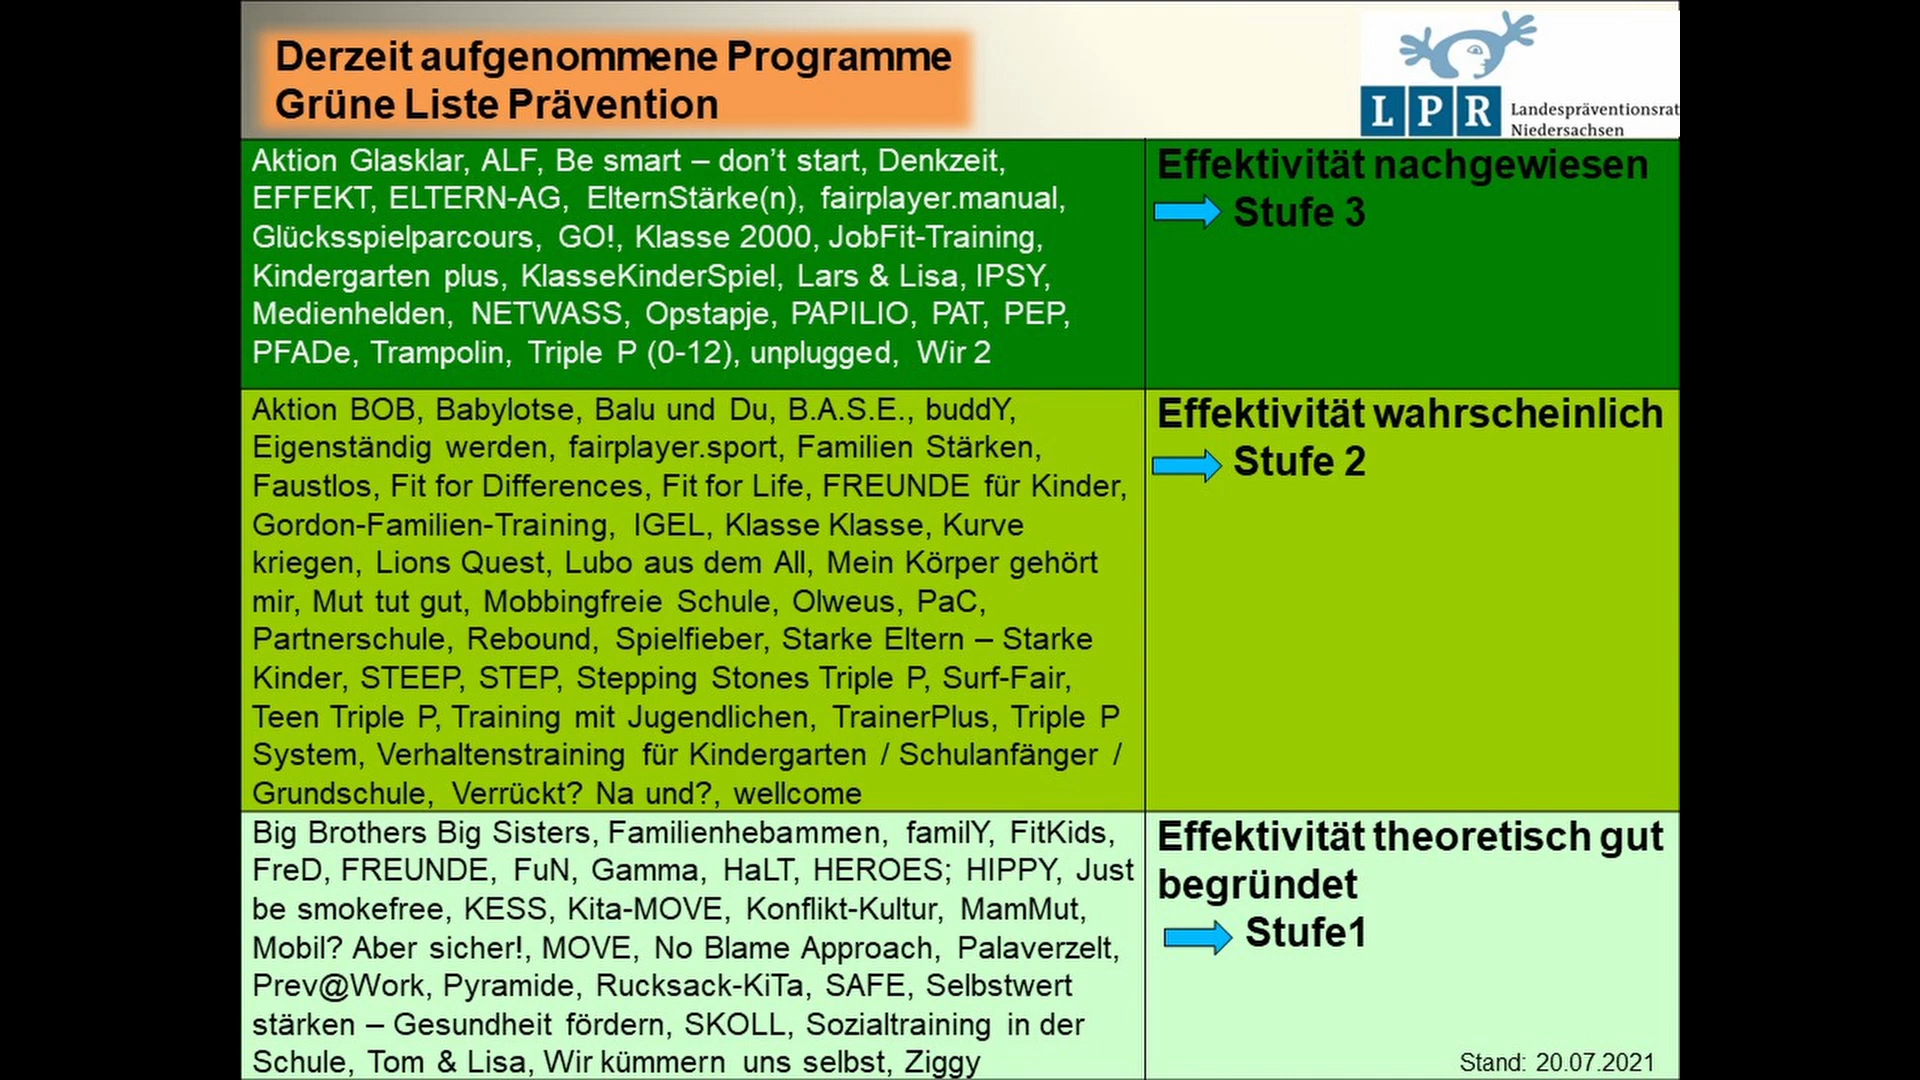 Derzeit aufgenommene Programme
Grüne Liste Prävention
L P R
Landespräventionsrat
Niedersachsen
Aktion Glasklar, ALF, Be smart – don’t start, Denkzeit,
EFFEKT, ELTERN-AG, ElternStärke(n), fairplayer.manual,
Glücksspielparcours, GO!, Klasse 2000, JobFit-Training,
Kindergarten plus, KlasseKinderSpiel, Lars & Lisa, IPSY,
Medienhelden, NETWASS, Opstapje, PAPILIO, PAT, PEP,
PFADe, Trampolin, Triple P (0-12), unplugged, Wir 2
Effektivität nachgewiesen
Stufe 3
Aktion BOB, Babylotse, Balu und Du, B.A.S.E., buddY,
Eigenständig werden, fairplayer.sport, Familien Stärken,
Faustlos, Fit for Differences, Fit for Life, FREUNDE für Kinder,
Gordon-Familien-Training, IGEL, Klasse Klasse, Kurve
kriegen, Lions Quest, Lubo aus dem All, Mein Körper gehört
mir, Mut tut gut, Mobbingfreie Schule, Olweus, PaC,
Partnerschule, Rebound, Spielfieber, Starke Eltern – Starke
Kinder, STEEP, STEP, Stepping Stones Triple P, Surf-Fair,
Teen Triple P, Training mit Jugendlichen, TrainerPlus, Triple P
System, Verhaltenstraining für Kindergarten / Schulanfänger /
Grundschule, Verrückt? Na und?, wellcome
Effektivität wahrscheinlich
Stufe 2
Big Brothers Big Sisters, Familienhebammen, familY, FitKids,
FreD, FREUNDE, FuN, Gamma, HaLT, HEROES; HIPPY, Just
be smokefree, KESS, Kita-MOVE, Konflikt-Kultur, MamMut,
Mobil? Aber sicher!, MOVE, No Blame Approach, Palaverzelt,
Prev@Work, Pyramide, Rucksack-KiTa, SAFE, Selbstwert
stärken – Gesundheit fördern, SKOLL, Sozialtraining in der
Schule, Tom & Lisa, Wir kümmern uns selbst, Ziggy
Effektivität theoretisch gut
begründet
Stufe1
Stand: 20.07.2021